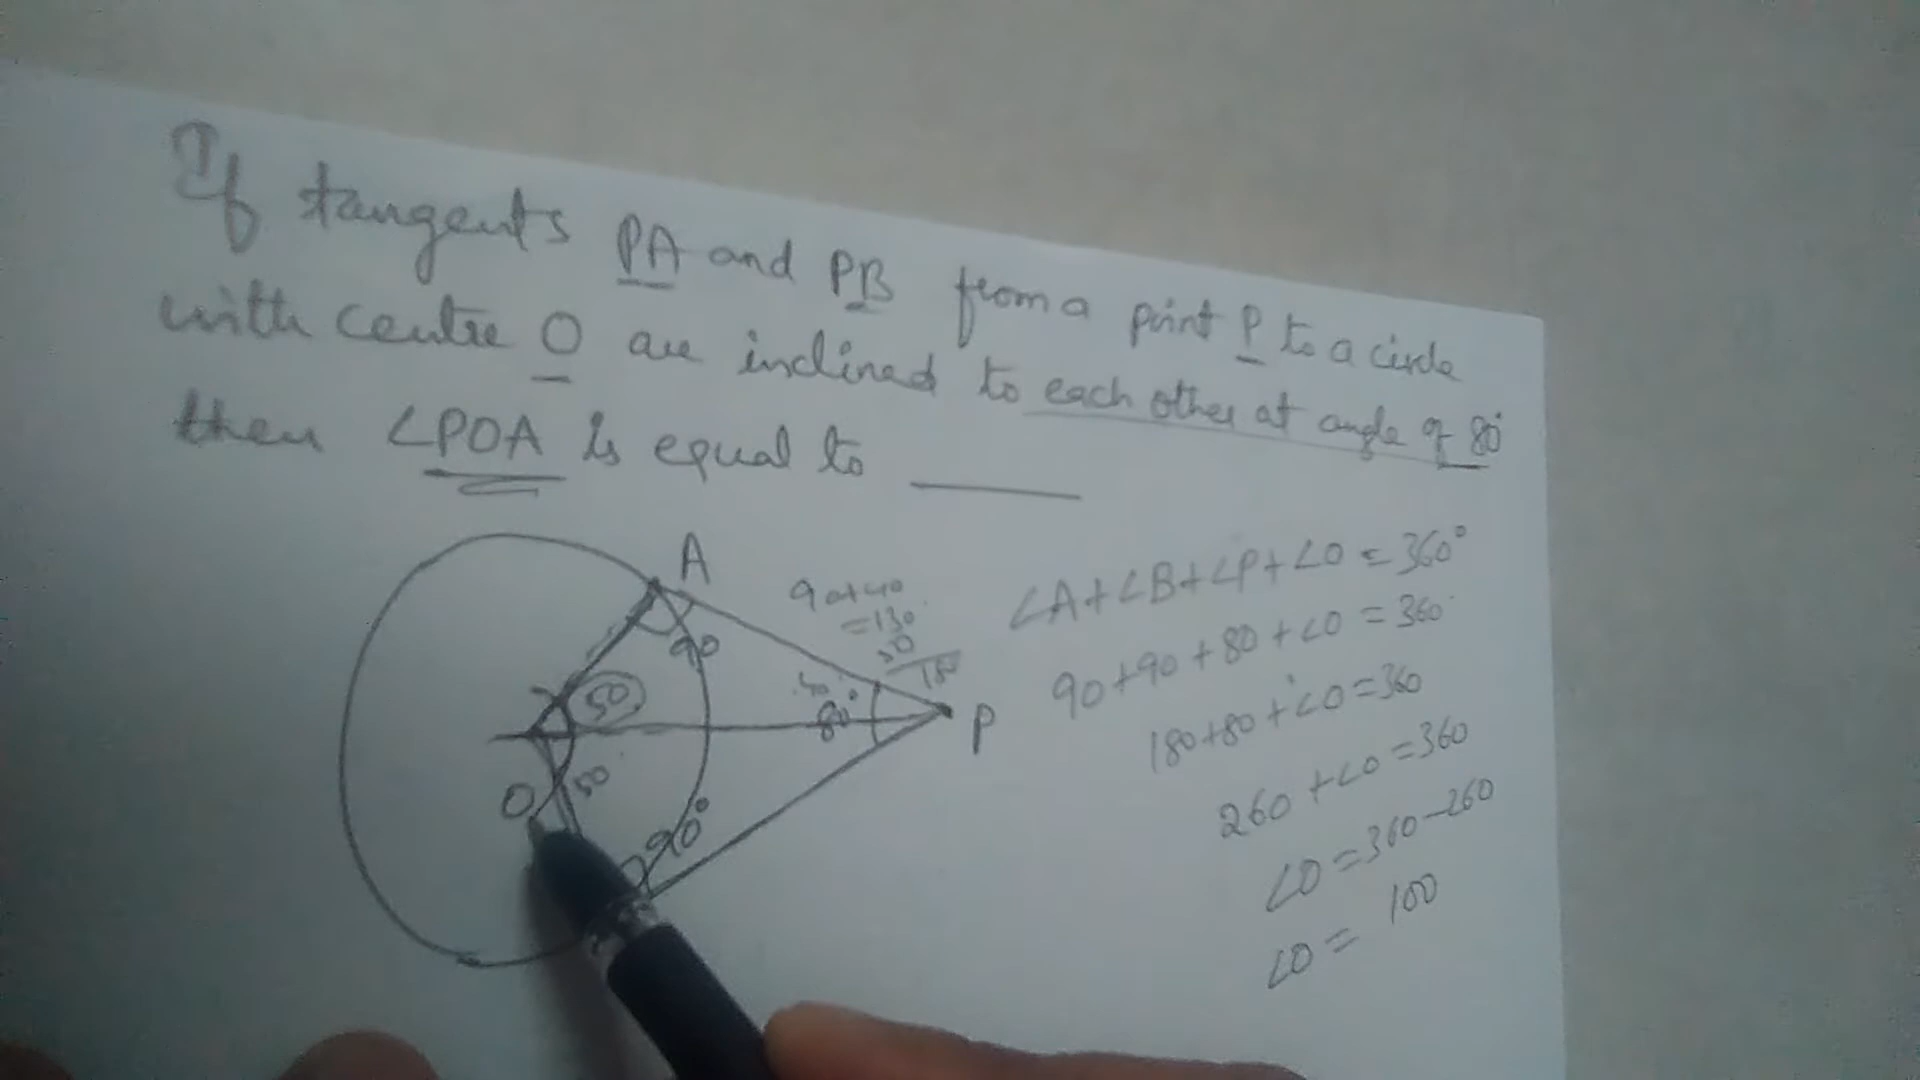 If tangents PA and PB from a point P to a circle
with centre O are inclined to each other at angle of 80°
then ∠POA is equal to ______
A
90+40
=130
50
180
90
50
40
80°
P
O
50
90°
∠A+∠B+∠P+∠O=360°
90+90+80+∠O=360
180+80+∠O=360
260+∠O=360
∠O=360-260
∠O= 100